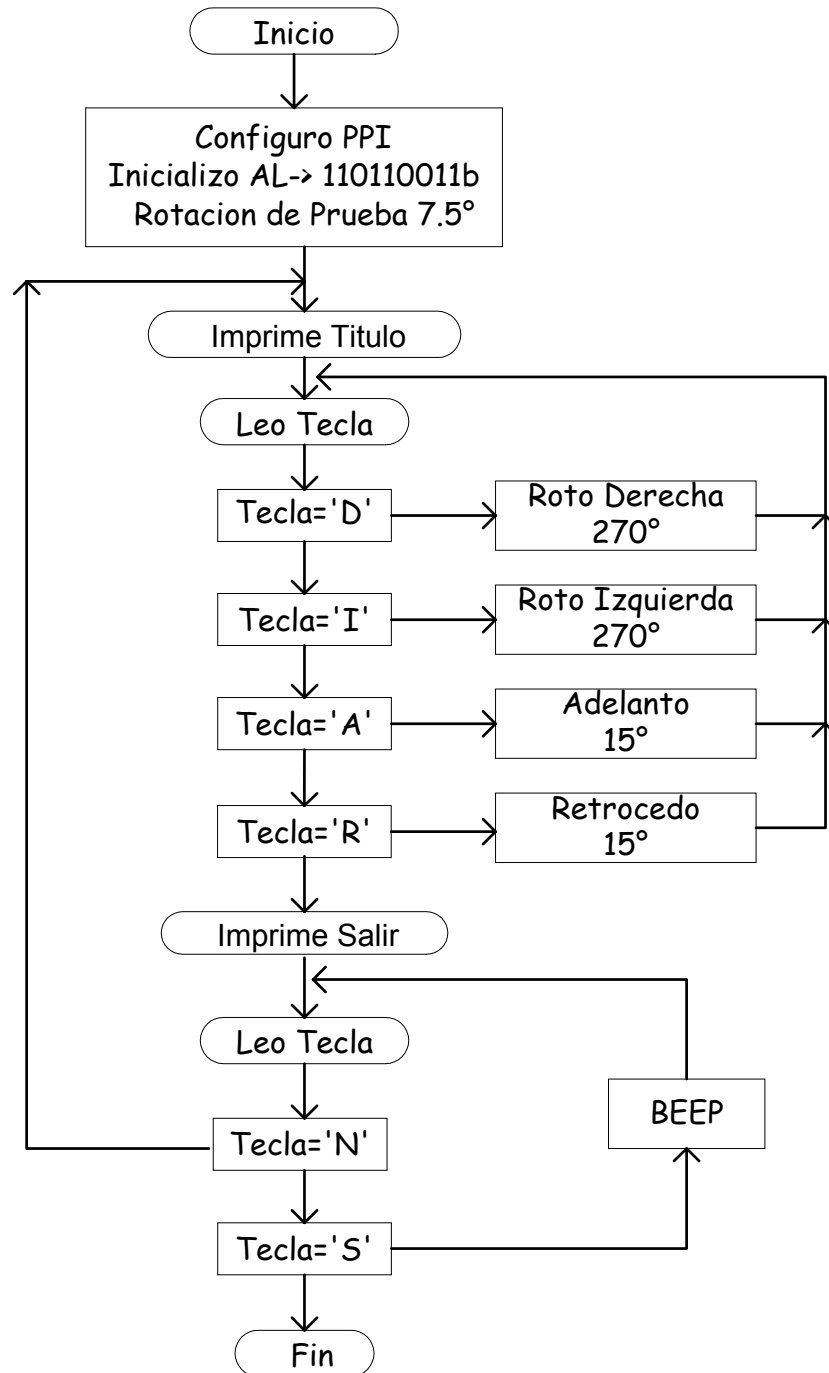 Inicio
Configuro PPI
Inicializo AL-> 110110011b
Rotacion de Prueba 7.5°
Imprime Titulo
Leo Tecla
Tecla='D'
Roto Derecha
270°
Tecla='I'
Roto Izquierda
270°
Tecla='A'
Adelanto
15°
Tecla='R'
Retrocedo
15°
Imprime Salir
Leo Tecla
BEEP
Tecla='N'
Tecla='S'
Fin